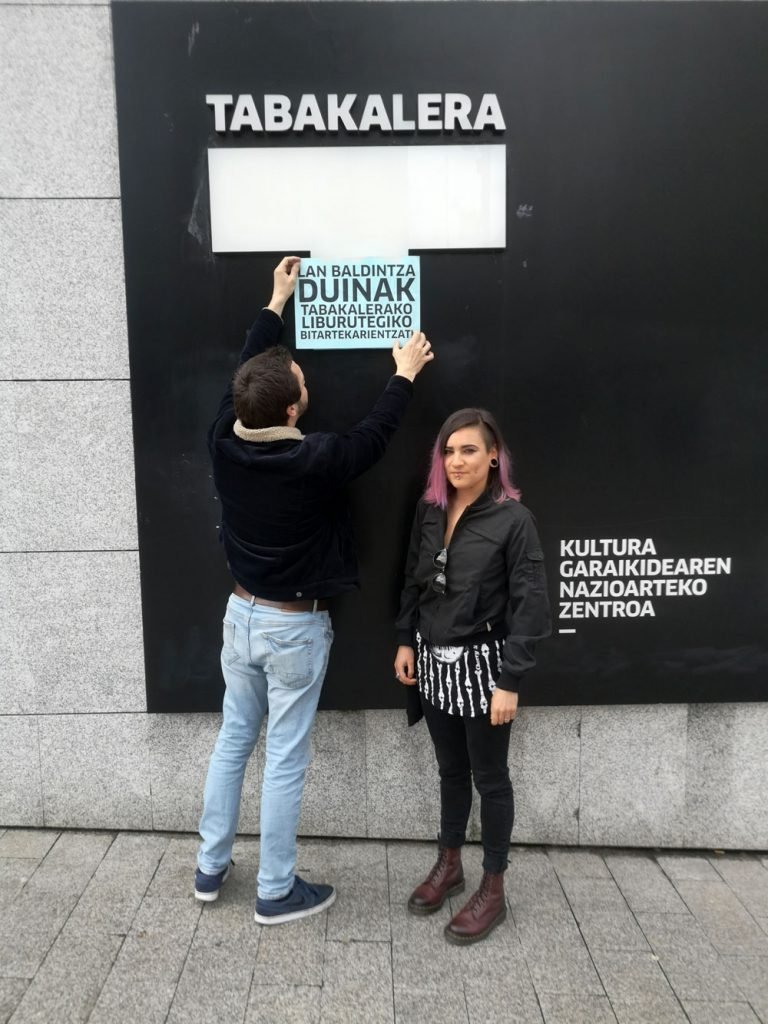 TABAKALERA
LAN BALDINTZA
DUINAK
TABAKALERAKO
LIBURUTEGIKO
BITARTEKARIENTZAT!
KULTURA
GARAIKIDEAREN
NAZIOARTEKO
ZENTROA